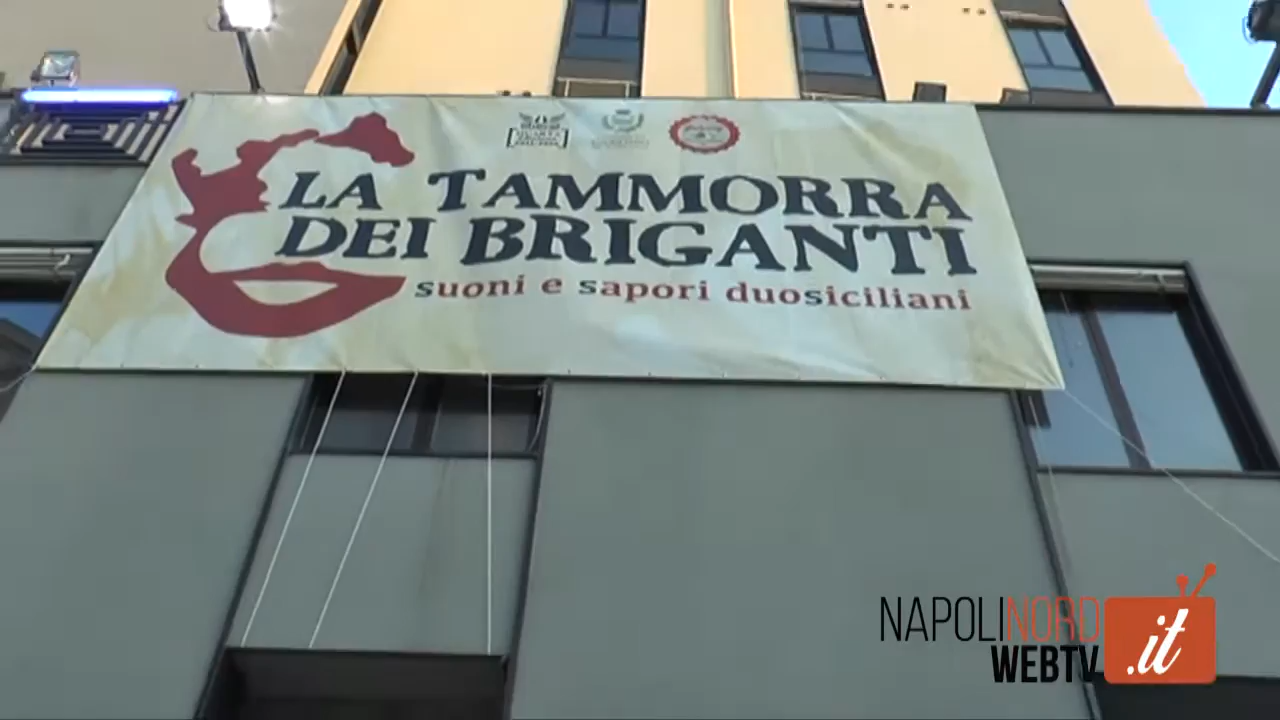 LA TAMMORRA
DEI BRIGANTI
suoni e sapori duosiciliani
NAPOLINORD
WEBTV
.it